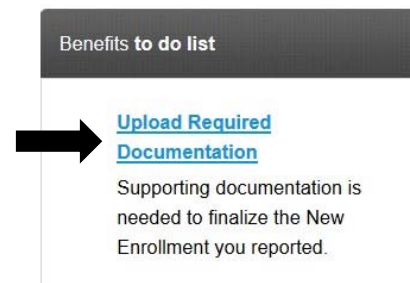 Benefits to do list
Upload Required
Documentation
Supporting documentation is
needed to finalize the New
Enrollment you reported.